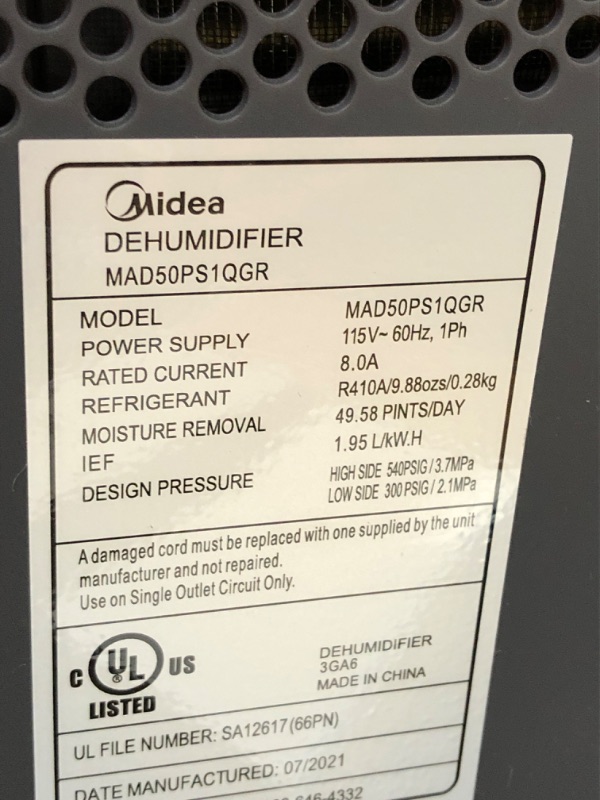 Midea
DEHUMIDIFIER
MAD50PS1QGR
MODEL MAD50PS1QGR
POWER SUPPLY 115V~ 60Hz, 1Ph
RATED CURRENT 8.0A
REFRIGERANT R410A/9.88ozs/0.28kg
MOISTURE REMOVAL 49.58 PINTS/DAY
IEF 1.95 L/kW.H
DESIGN PRESSURE HIGH SIDE 540PSIG/3.7MPa
LOW SIDE 300 PSIG/2.1MPa
A damaged cord must be replaced with one supplied by the unit
manufacturer and not repaired.
Use on Single Outlet Circuit Only.
C UL US
®
LISTED
DEHUMIDIFIER
3GA6
MADE IN CHINA
UL FILE NUMBER: SA12617(66PN)
DATE MANUFACTURED: 07/2021
4332